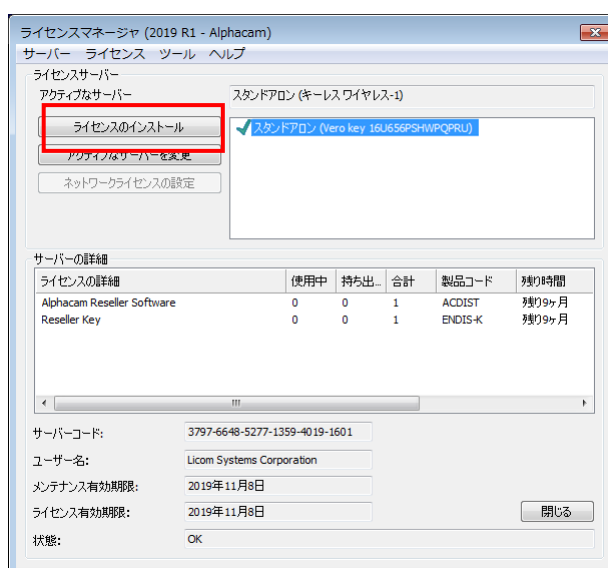 ライセンスマネージャ (2019 R1 - Alphacam)
サーバー ライセンス ツール ヘルプ
ライセンスサーバー
アクティブなサーバー
スタンドアロン (キーレス ワイヤレス-1)
ライセンスのインストール
スタンドアロン (Vero key 16U656PSHWPQPRU)
アクティブなサーバーを変更
ネットワークライセンスの設定
サーバーの詳細
ライセンスの詳細 使用中 持ち出... 合計 製品コード 残り時間
Alphacam Reseller Software 0 0 1 ACDIST 残り9ヶ月
Reseller Key 0 0 1 ENDIS-K 残り9ヶ月
サーバーコード: 3797-6648-5277-1359-4019-1601
ユーザー名: Licom Systems Corporation
メンテナンス有効期限: 2019年11月8日
ライセンス有効期限: 2019年11月8日
閉じる
状態: OK